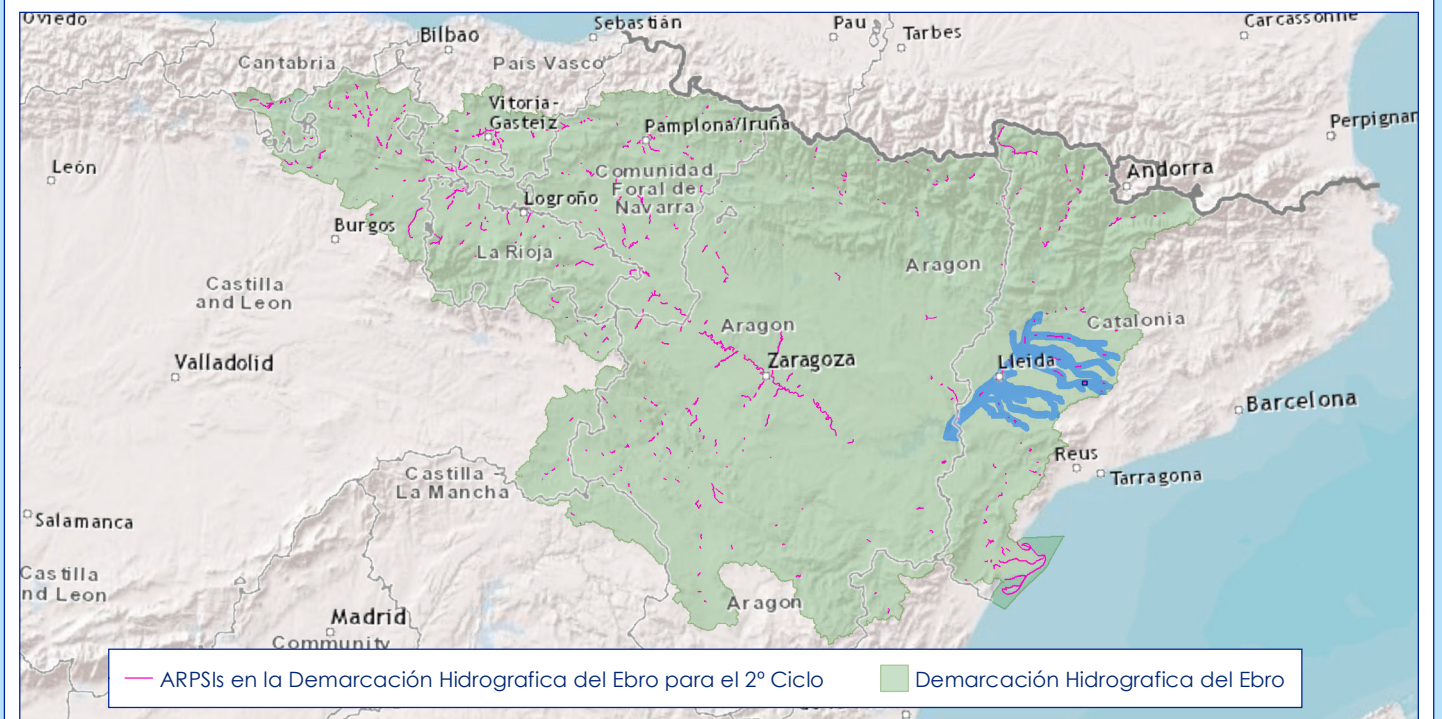 Oviedo
Sebastián
Pau
Carcassonne
Bilbao
Tarbes
Cantabria
País Vasco
Vitoria-
Gasteiz
Pamplona/Iruña
Perpignan
León
Comunidad
Foral de
Navarra
Andorra
Logroño
Burgos
La Rioja
Aragon
Castilla
and Leon
Aragon
Catalonia
Valladolid
Zaragoza
Lleida
Barcelona
Reus
Castilla -
La Mancha
Tarragona
Salamanca
Castilla
nd Leon
Aragon
Madrid
Community
ARPSIs en la Demarcación Hidrografica del Ebro para el 2º Ciclo
Demarcación Hidrografica del Ebro